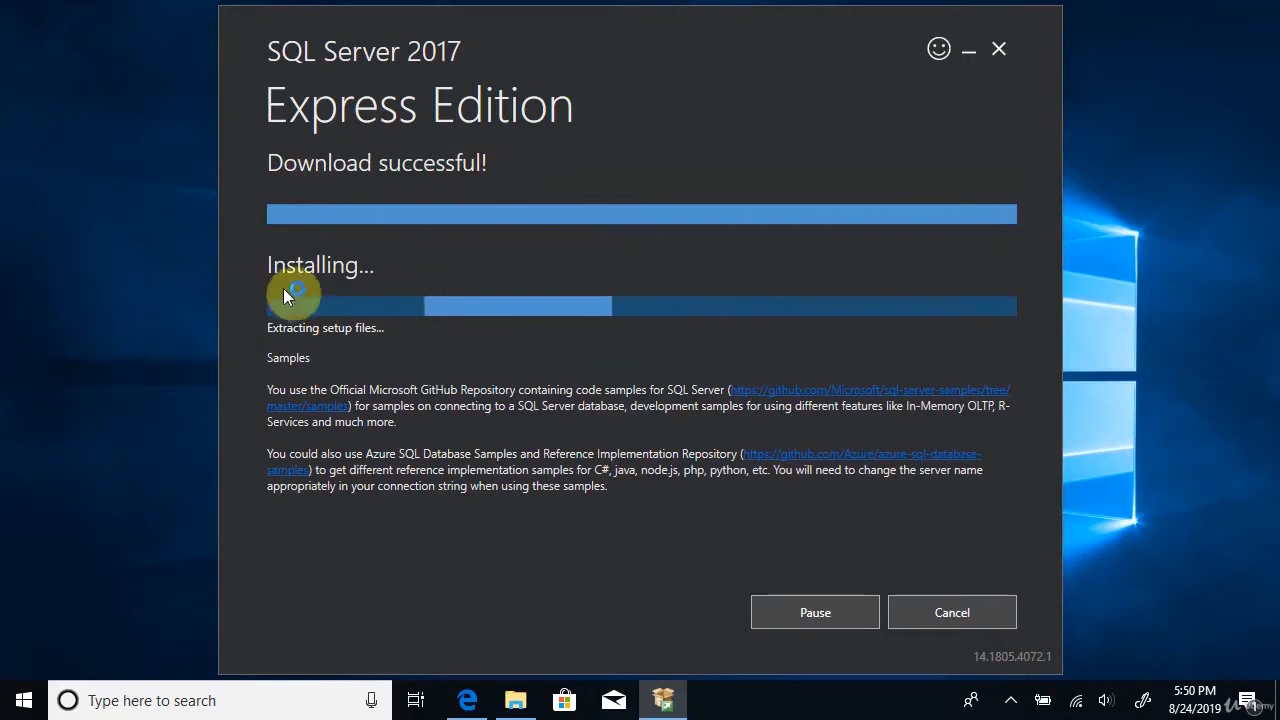 SQL Server 2017
Express Edition
Download successful!
Installing...
Extracting setup files...
Samples
You use the Official Microsoft GitHub Repository containing code samples for SQL Server (https://github.com/Microsoft/sql-server-samples/tree/
master/samples) for samples on connecting to a SQL Server database, development samples for using different features like In-Memory OLTP, R-
Services and much more.
You could also use Azure SQL Database Samples and Reference Implementation Repository (https://github.com/Azure/azure-sql-database-
samples) to get different reference implementation samples for C#, java, node.js, php, python, etc. You will need to change the server name
appropriately in your connection string when using these samples.
Pause
Cancel
14.1805.4072.1
Type here to search
5:50 PM
8/24/2019
Udemy
1